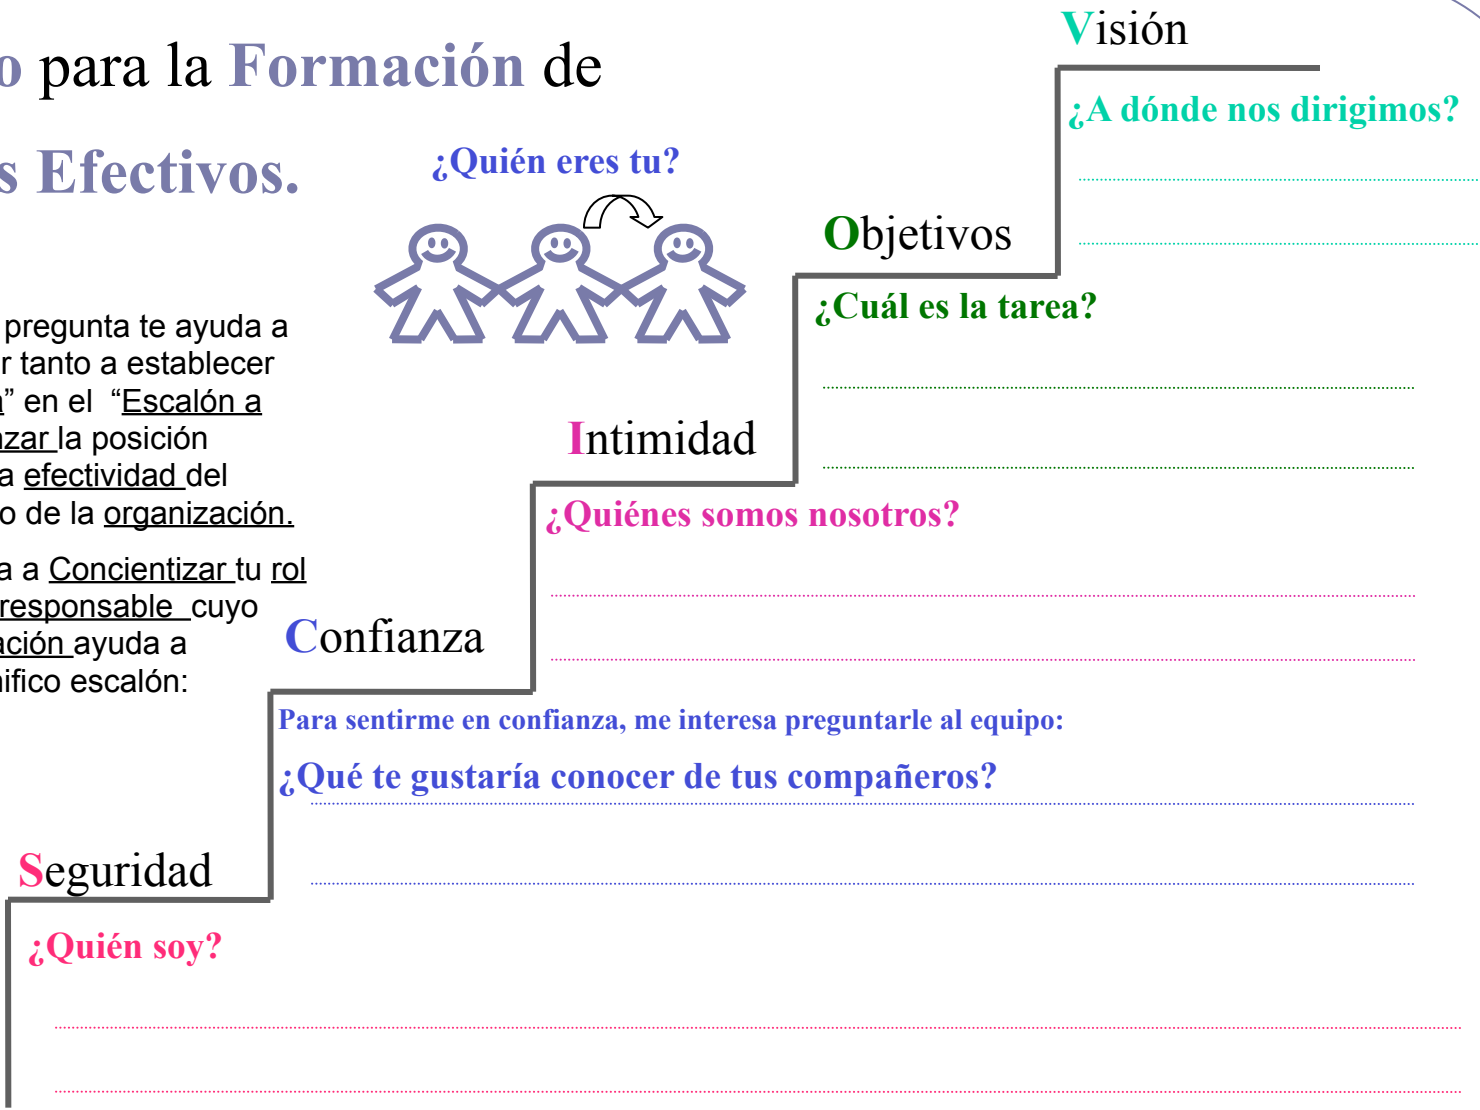 o para la Formación de
s Efectivos.
¿Quién eres tu?
pregunta te ayuda a
r tanto a establecer
a” en el “Escalón a
nzar la posición
a efectividad del
o de la organización.
a a Concientizar tu rol
responsable cuyo
ación ayuda a
nifico escalón:
Visión
¿A dónde nos dirigimos?
Objetivos
¿Cuál es la tarea?
Intimidad
¿Quiénes somos nosotros?
Confianza
Para sentirme en confianza, me interesa preguntarle al equipo:
¿Qué te gustaría conocer de tus compañeros?
Seguridad
¿Quién soy?